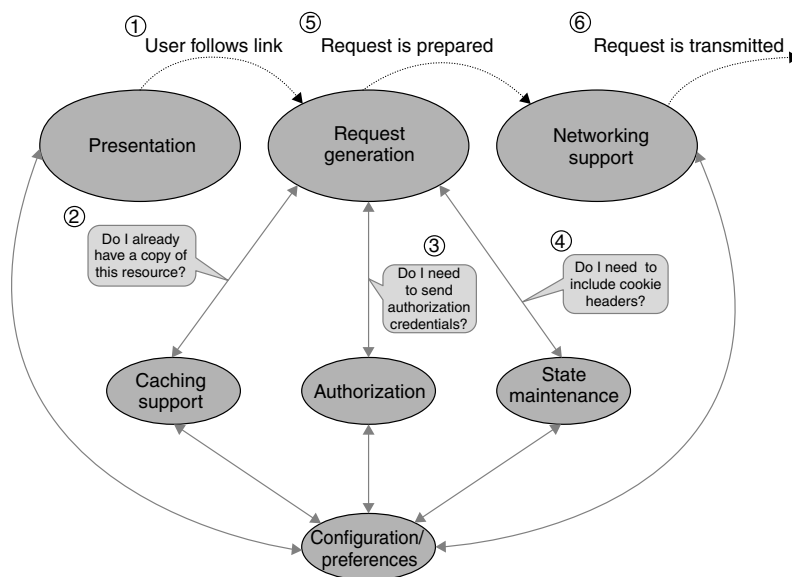 ① User follows link
⑤ Request is prepared
⑥ Request is transmitted
Presentation
Request
generation
Networking
support
②
Do I already
have a copy of
this resource?
③
Do I need
to send
authorization
credentials?
④
Do I need to
include cookie
headers?
Caching
support
Authorization
State
maintenance
Configuration/
preferences